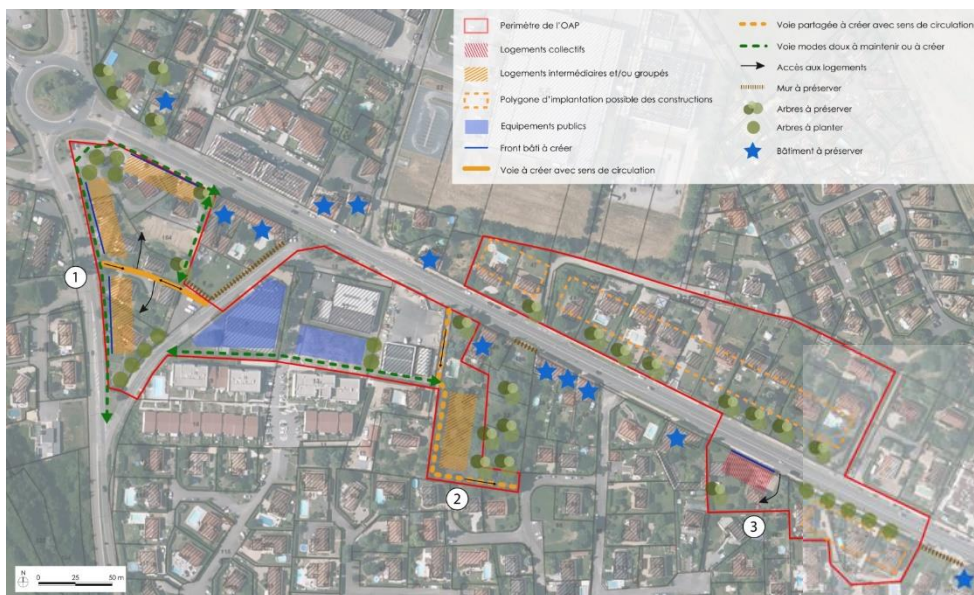 Perimètre de l'OAP
Logements collectifs
Logements intermédiaires et/ou groupés
Polygone d'implantation possible des constructions
Equipements publics
Front bâti à créer
Voie à créer avec sens de circulation
Voie partagée à créer avec sens de circulation
Voie modes doux à maintenir ou à créer
Accès aux logements
Mur à préserver
Arbres à préserver
Arbres à planter
Bâtiment à préserver
1
2
3
N
0 25 50 m